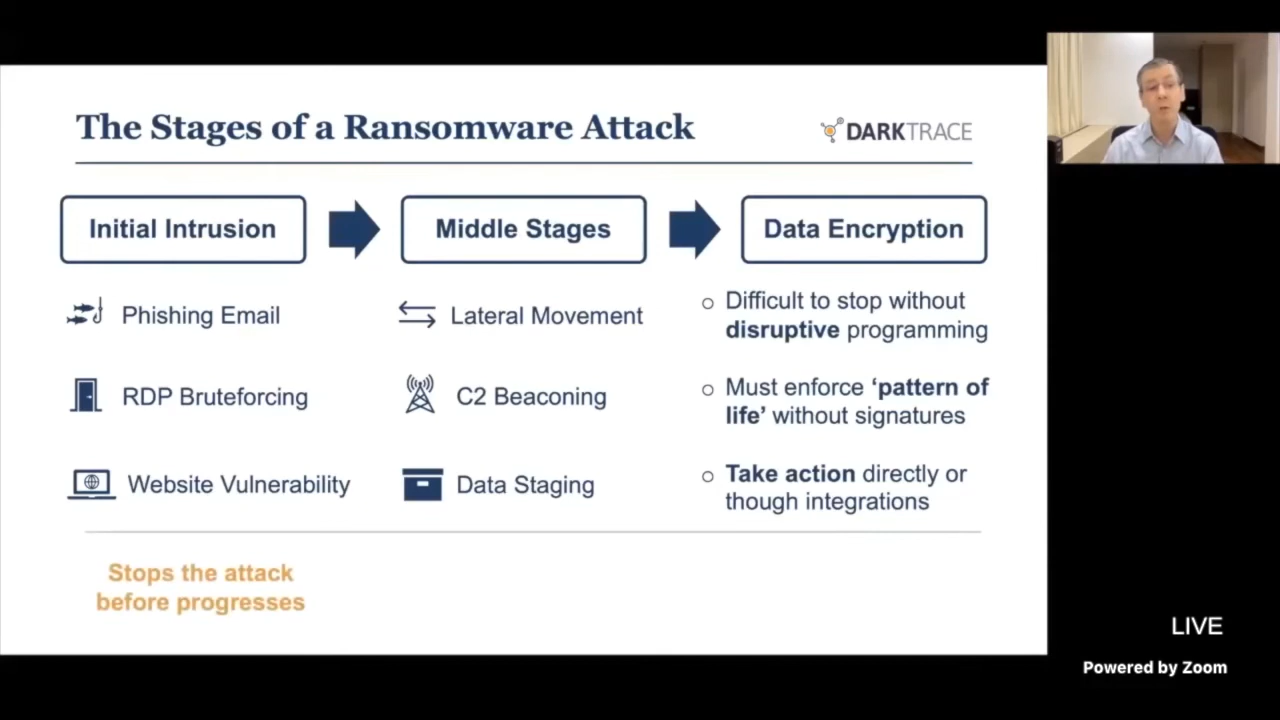 The Stages of a Ransomware Attack
DARKTRACE
Initial Intrusion
Middle Stages
Data Encryption
Phishing Email
Lateral Movement
Difficult to stop without
disruptive programming
RDP Bruteforcing
C2 Beaconing
Must enforce ‘pattern of
life’ without signatures
Website Vulnerability
Data Staging
Take action directly or
though integrations
Stops the attack
before progresses
LIVE
Powered by Zoom